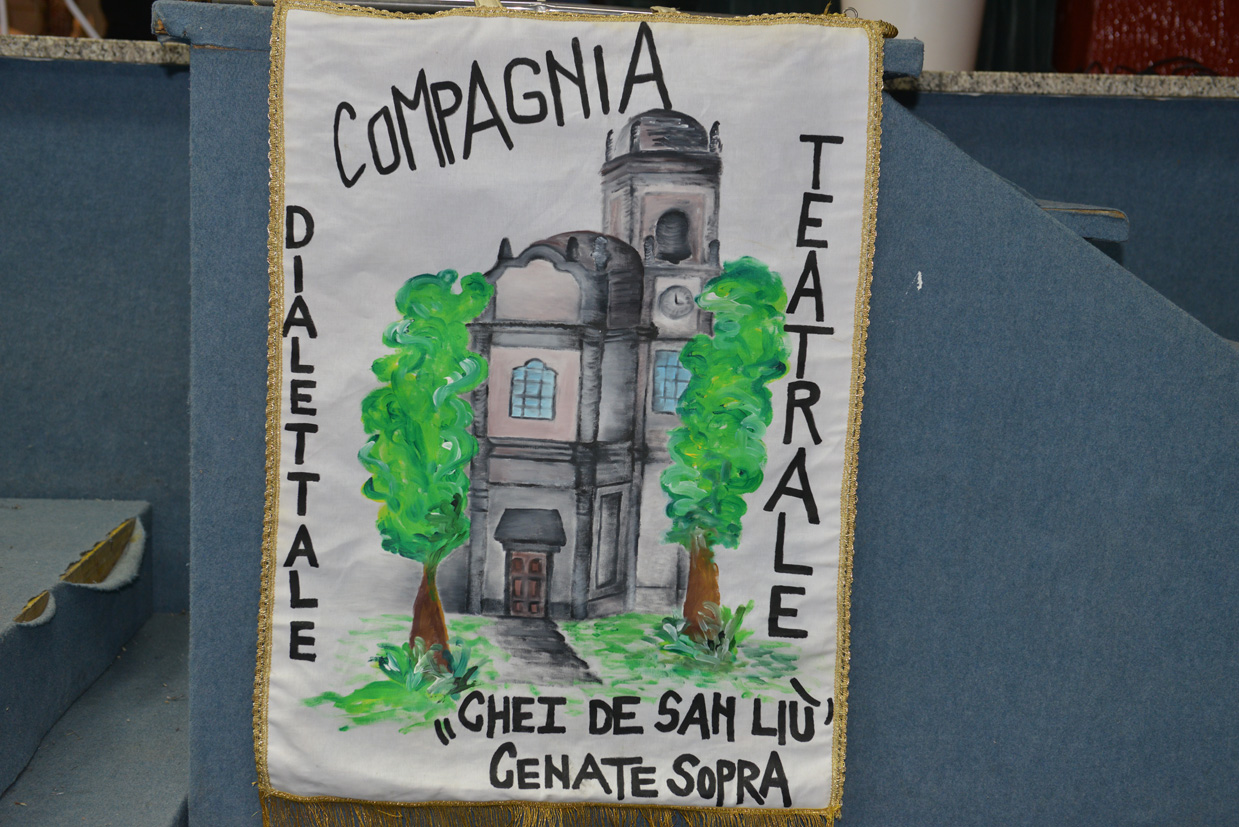 COMPAGNIA
DIALETTALE
TEATRALE
"CHEI DE SAN LIÙ"
CENATE SOPRA